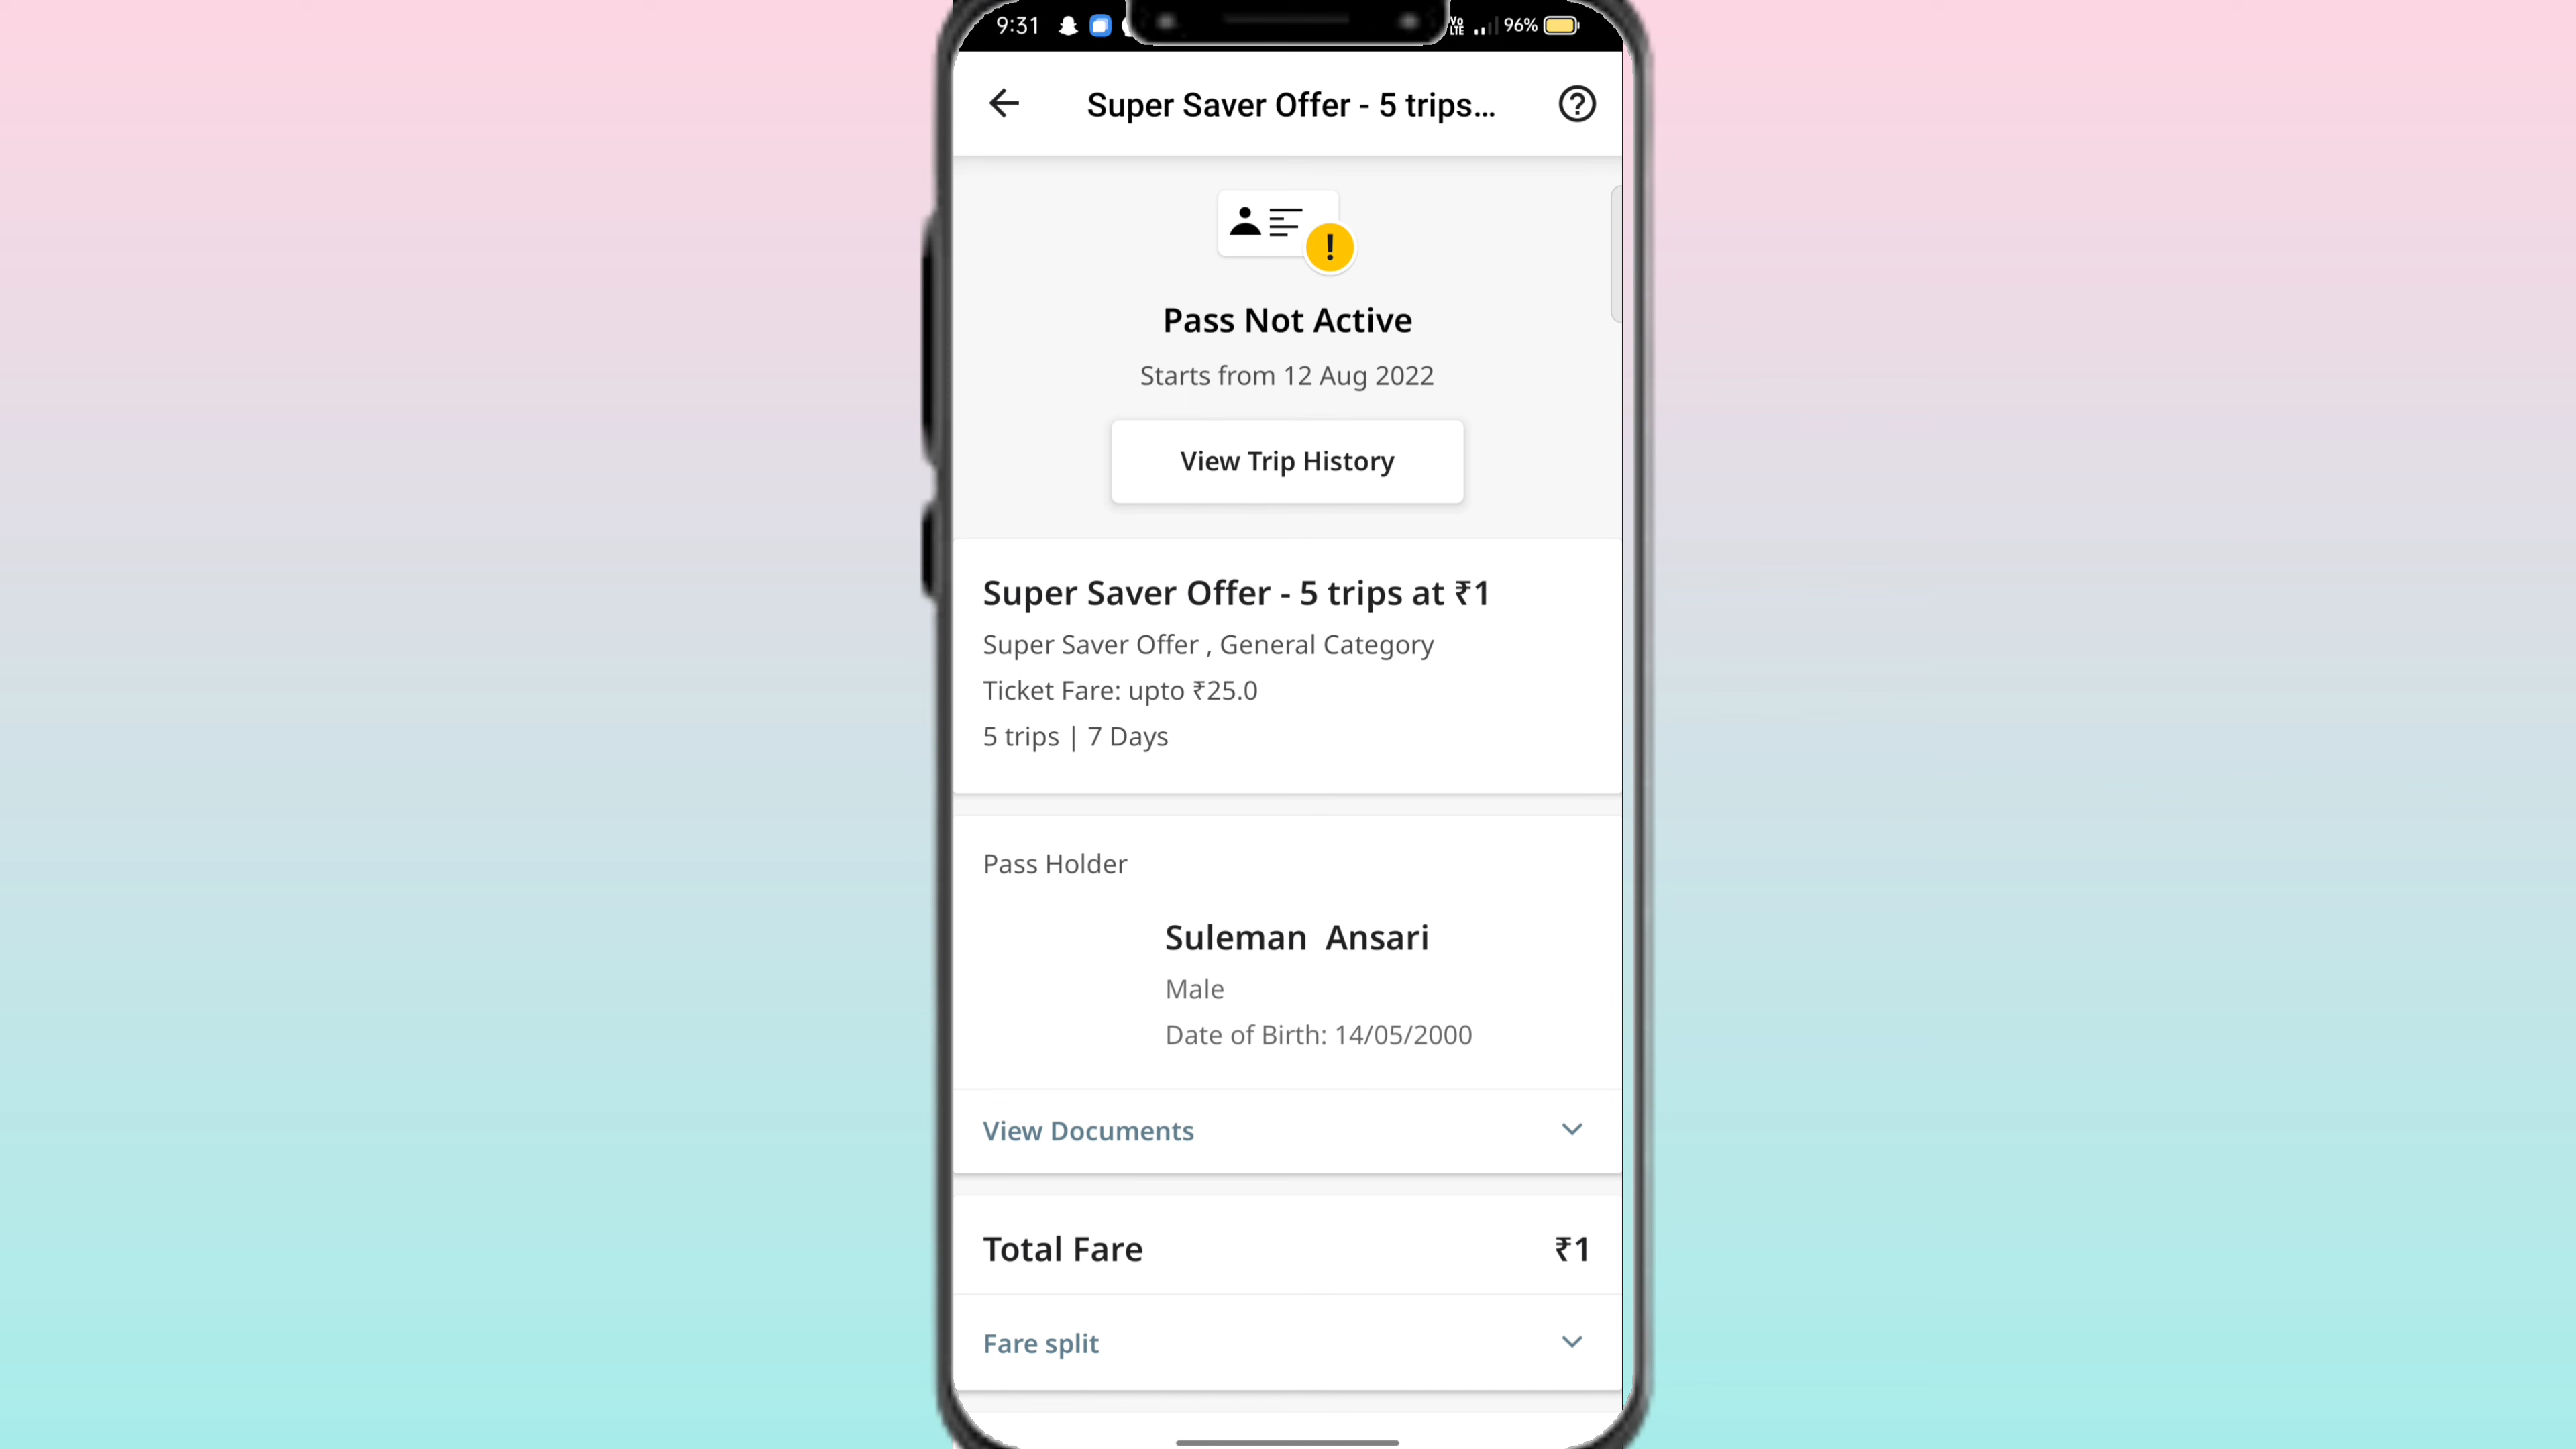 9:31 Vo LTE 96%
Super Saver Offer - 5 trips...
Pass Not Active
Starts from 12 Aug 2022
View Trip History
Super Saver Offer - 5 trips at ₹1
Super Saver Offer , General Category
Ticket Fare: upto ₹25.0
5 trips | 7 Days
Pass Holder
Suleman Ansari
Male
Date of Birth: 14/05/2000
View Documents
Total Fare ₹1
Fare split